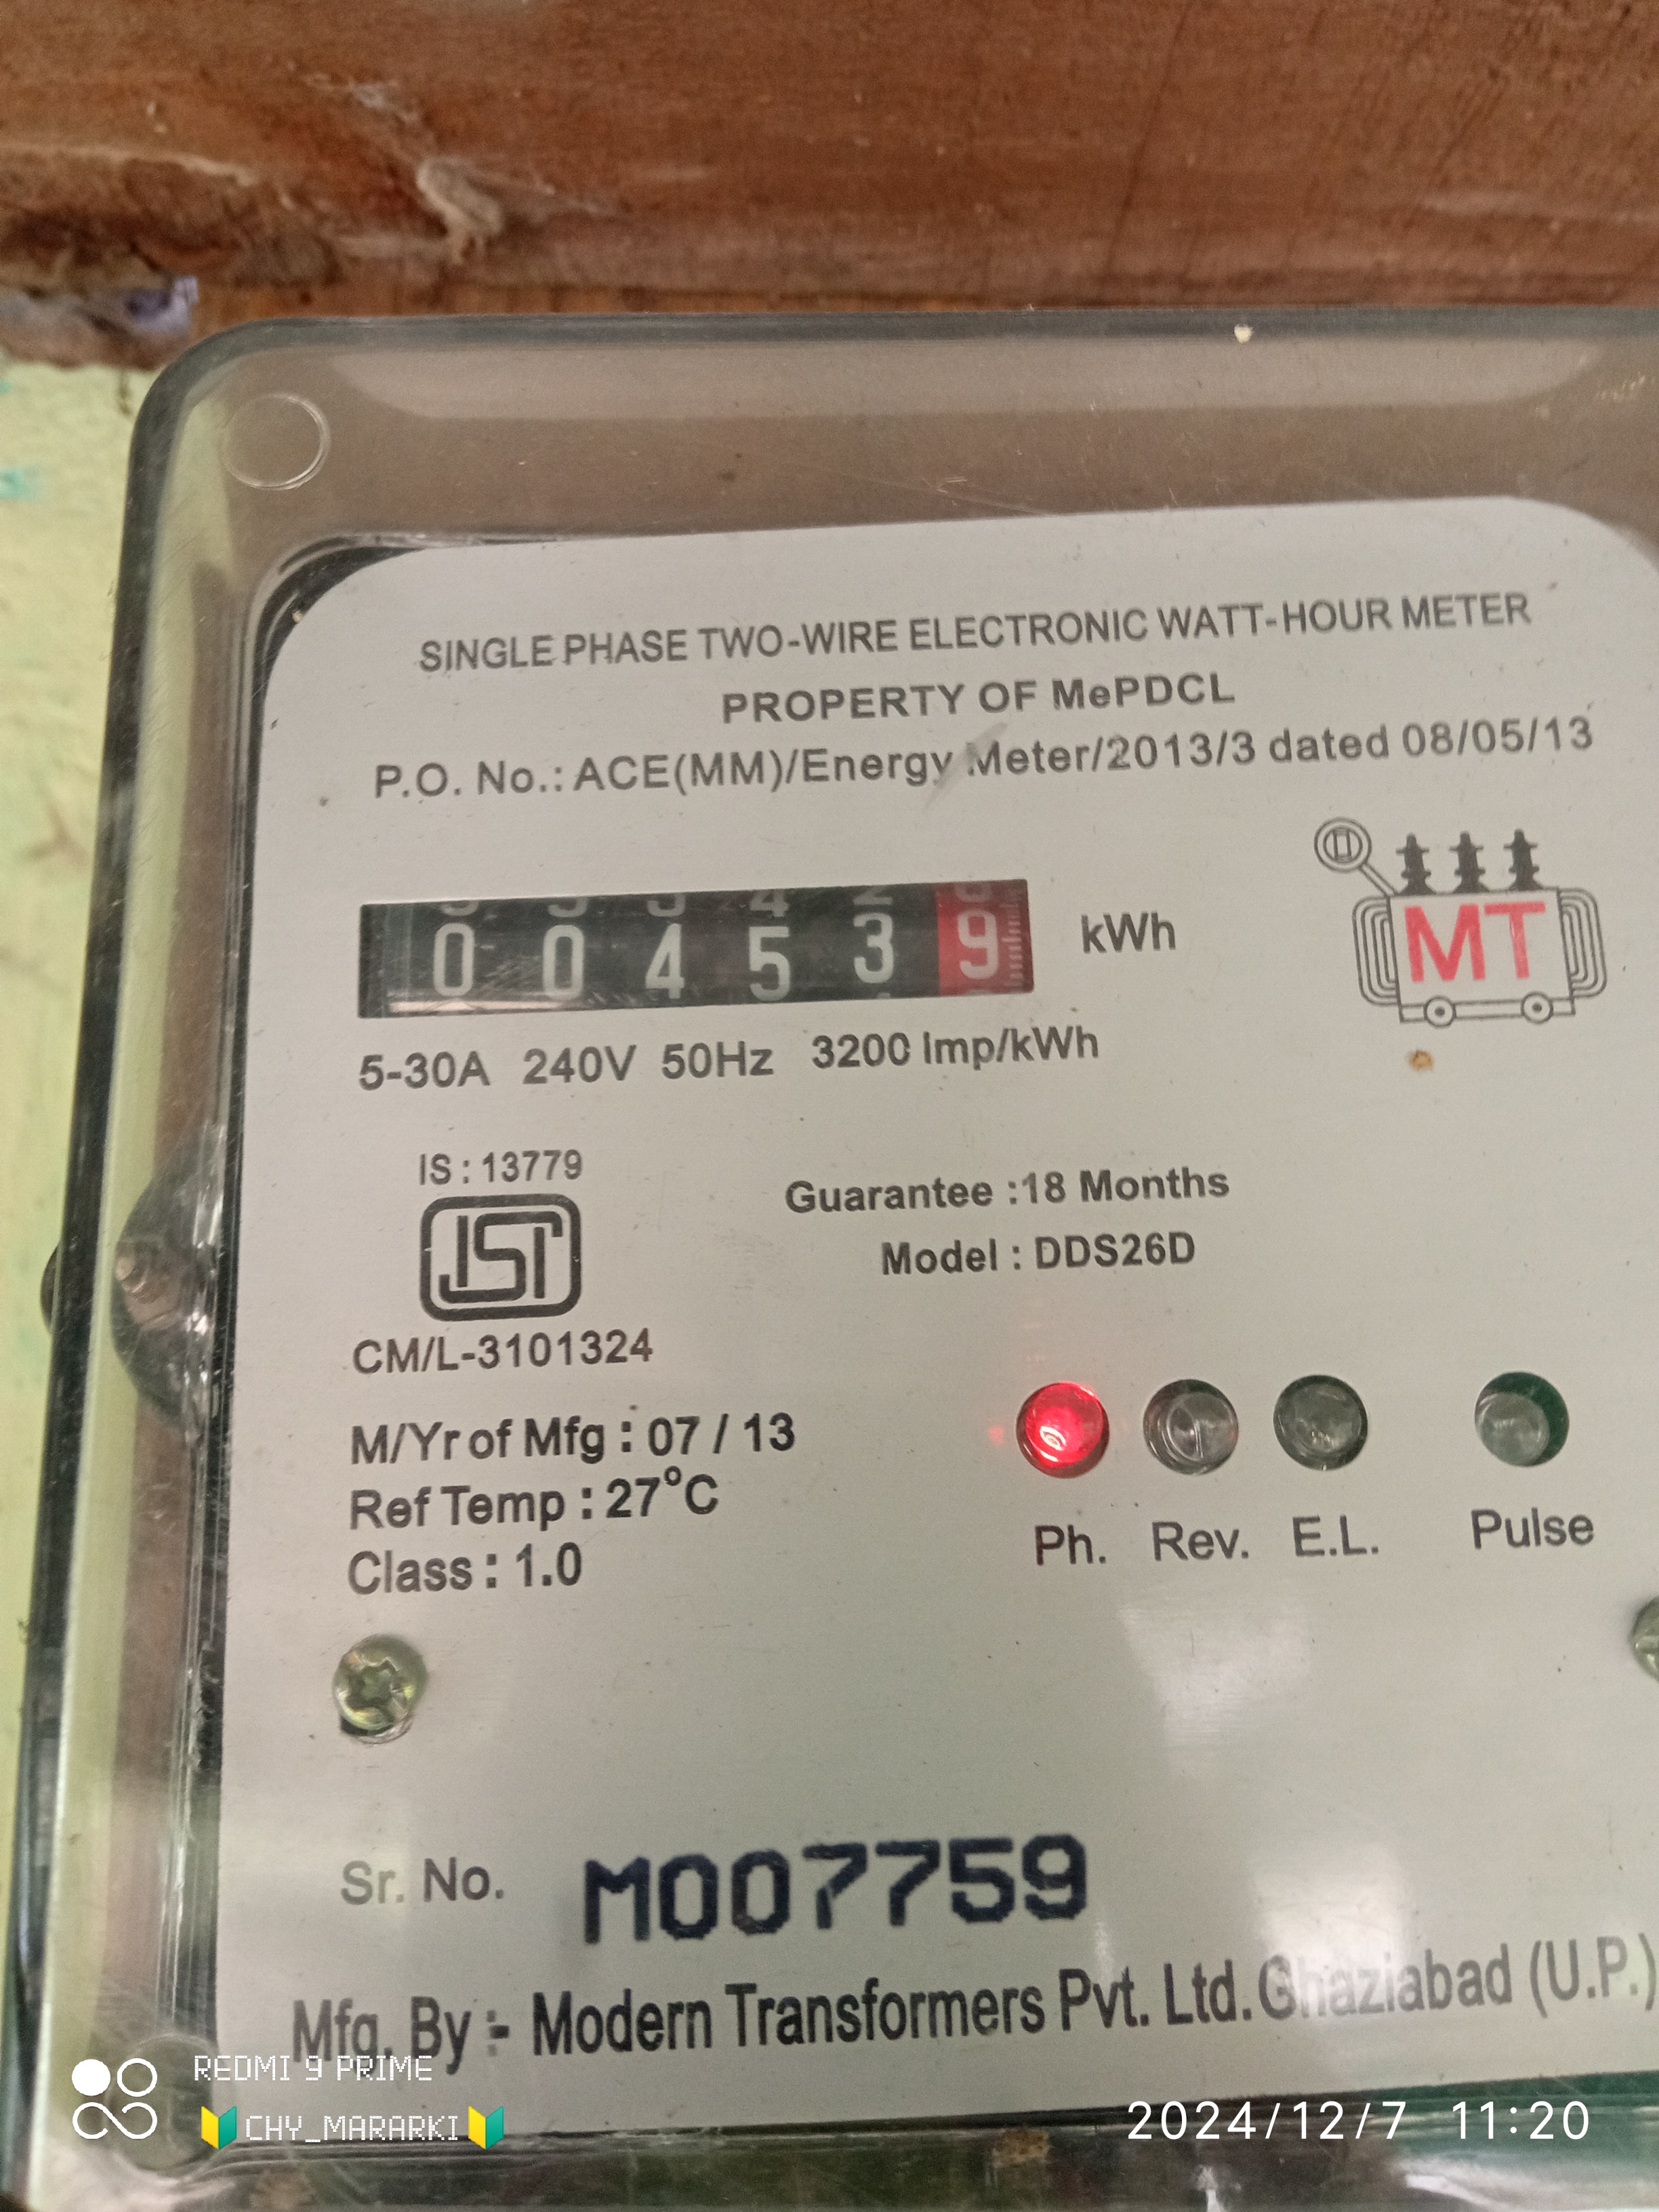 SINGLE PHASE TWO-WIRE ELECTRONIC WATT-HOUR METER
PROPERTY OF MePDCL
P.O. No.: ACE(MM)/Energy Meter/2013/3 dated 08/05/13
0 0 4 5 3 9 kWh
MT
5-30A 240V 50Hz 3200 Imp/kWh
IS : 13779
Guarantee :18 Months
ISI
Model : DDS26D
CM/L-3101324
M/Yr of Mfg : 07 / 13
Ref Temp : 27°C
Class : 1.0
Ph. Rev. E.L. Pulse
Sr. No. M007759
Mfg. By :- Modern Transformers Pvt. Ltd. Ghaziabad (U.P.)
REDMI 9 PRIME
🔰CHY_MARARKI🔰
2024/12/7 11:20